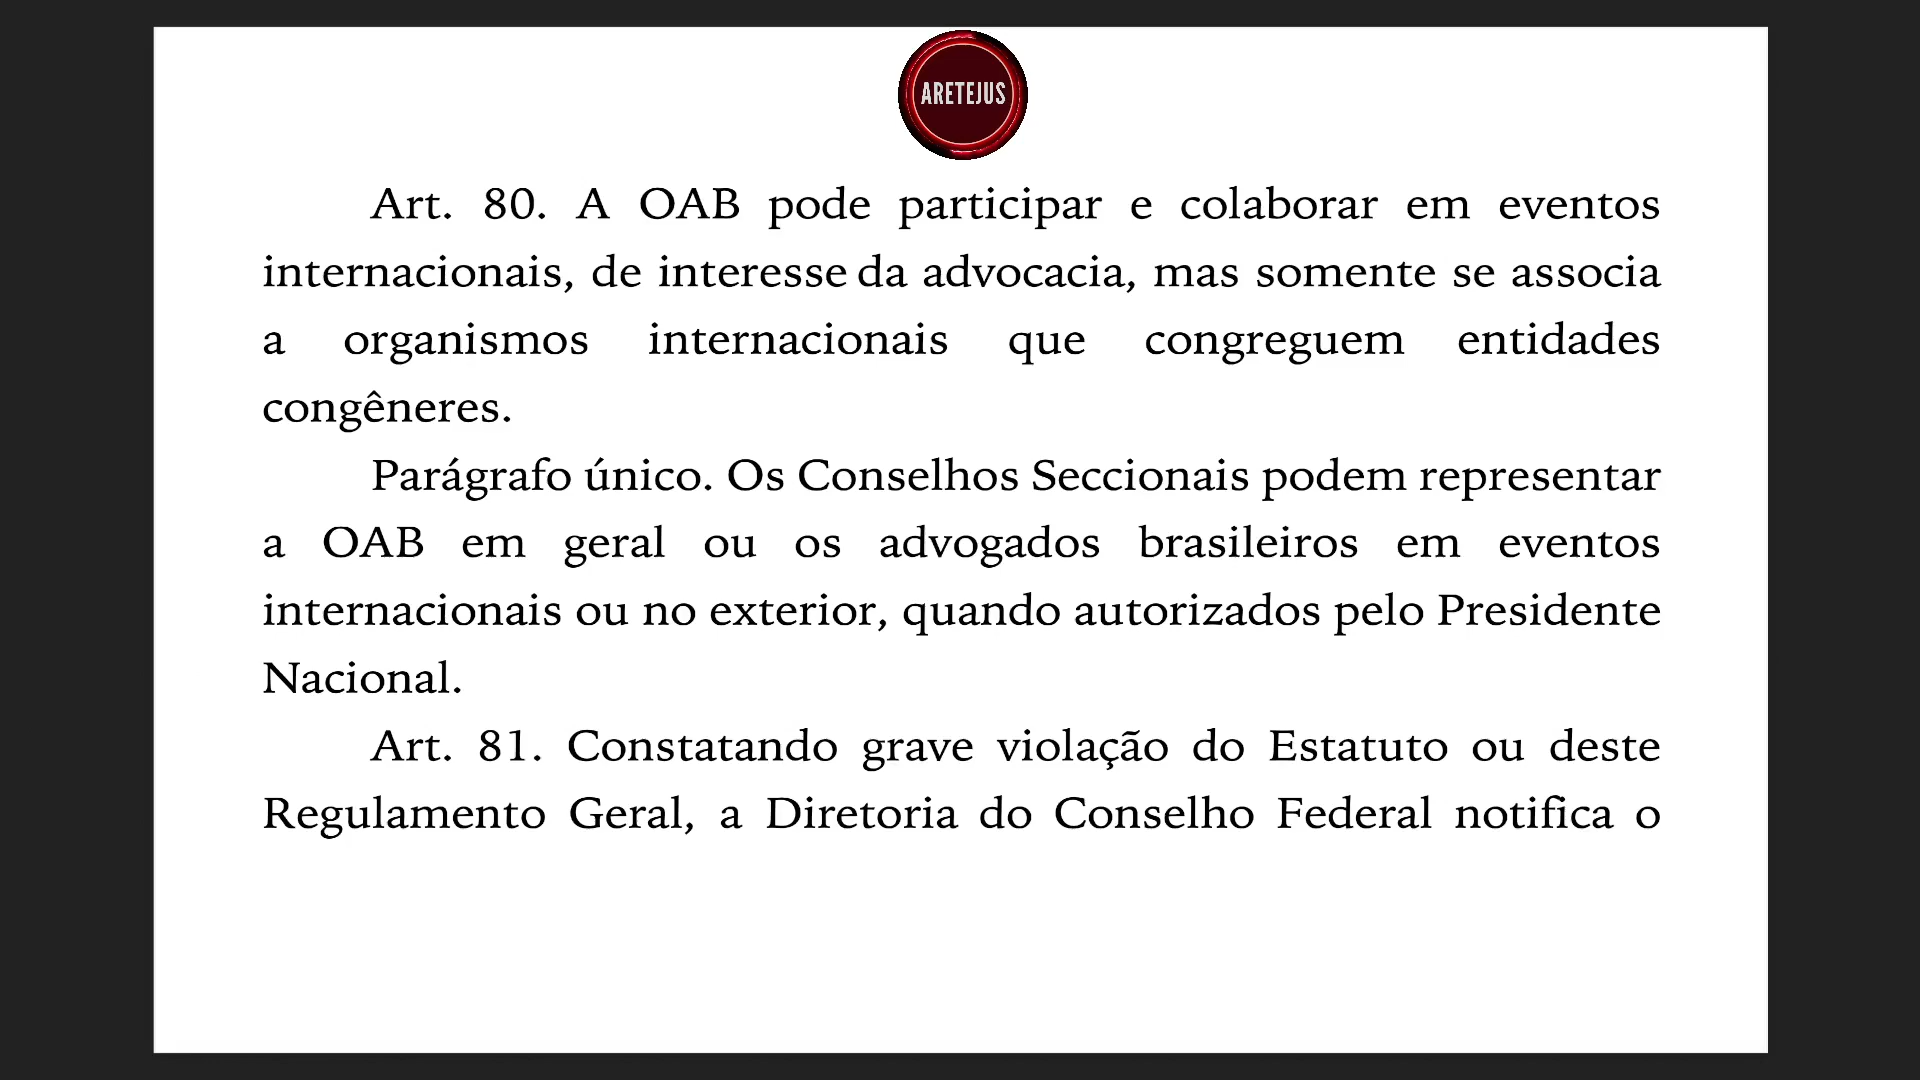 ARETEJUS
Art. 80. A OAB pode participar e colaborar em eventos
internacionais, de interesse da advocacia, mas somente se associa
a organismos internacionais que congreguem entidades
congêneres.
Parágrafo único. Os Conselhos Seccionais podem representar
a OAB em geral ou os advogados brasileiros em eventos
internacionais ou no exterior, quando autorizados pelo Presidente
Nacional.
Art. 81. Constatando grave violação do Estatuto ou deste
Regulamento Geral, a Diretoria do Conselho Federal notifica o